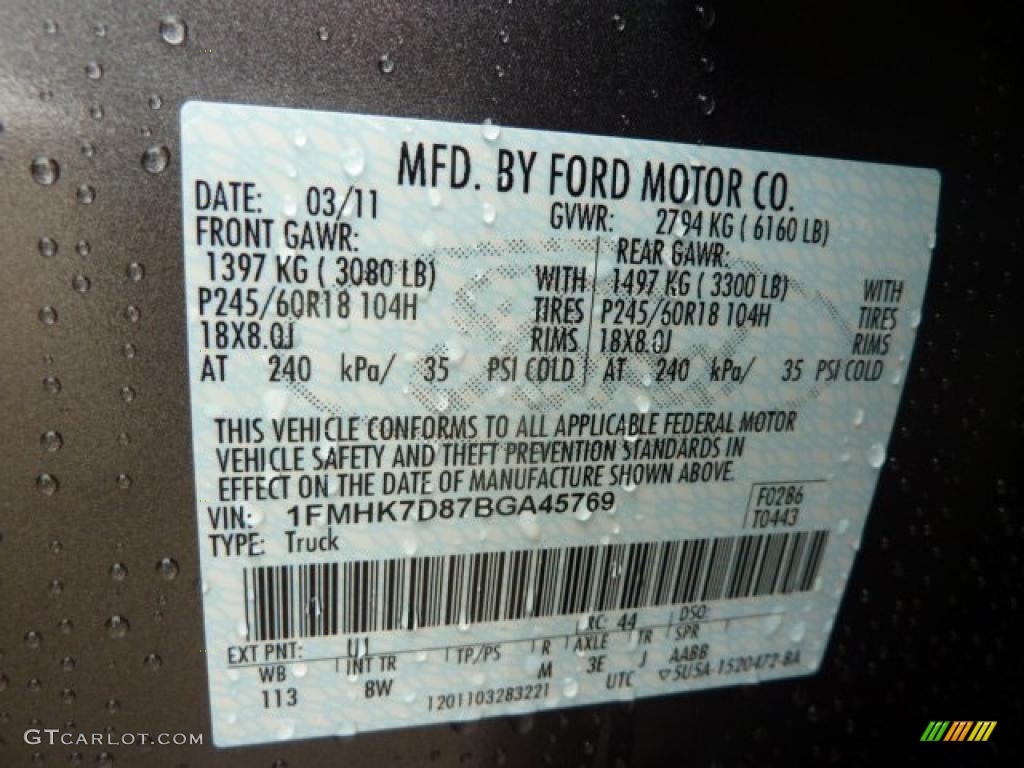 MFD. BY FORD MOTOR CO.
DATE: 03/11 GVWR: 2794 KG ( 6160 LB)
FRONT GAWR: REAR GAWR:
1397 KG ( 3080 LB) WITH 1497 KG ( 3300 LB) WITH
P245/60R18 104H TIRES P245/60R18 104H TIRES
18X8.0J RIMS 18X8.0J RIMS
AT 240 kPa/ 35 PSI COLD AT 240 kPa/ 35 PSI COLD
THIS VEHICLE CONFORMS TO ALL APPLICABLE FEDERAL MOTOR
VEHICLE SAFETY AND THEFT PREVENTION STANDARDS IN
EFFECT ON THE DATE OF MANUFACTURE SHOWN ABOVE.
VIN: 1FMHK7D87BGA45769 F0286
TYPE: Truck T0443
EXT PNT: UJ RC: 44 DSO:
WB INT TR TP/PS R AXLE TR SPR
113 8W M 3E J AABB
1201103283221 UTC ▽5U5A-1520472-BA
GTCARLOT.COM